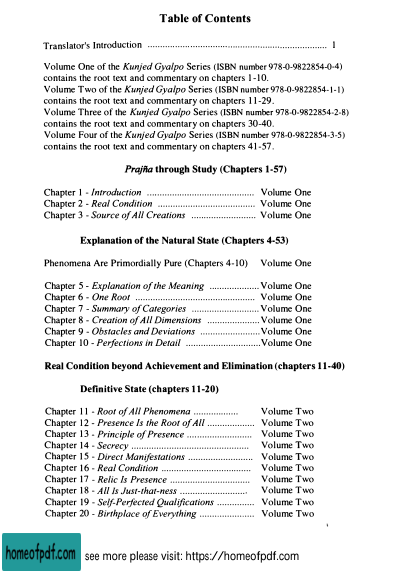 Table of Contents
Translator's Introduction ........................................................................ 1
Volume One of the Kunjed Gyalpo Series (ISBN number 978-0-9822854-0-4)
contains the root text and commentary on chapters 1-10.
Volume Two of the Kunjed Gyalpo Series (ISBN number 978-0-9822854-1-1)
contains the root text and commentary on chapters 11-29.
Volume Three of the Kunjed Gyalpo Series (ISBN number 978-0-9822854-2-8)
contains the root text and commentary on chapters 30-40.
Volume Four of the Kunjed Gyalpo Series (ISBN number 978-0-9822854-3-5)
contains the root text and commentary on chapters 41-57.
Prajña through Study (Chapters 1-57)
Chapter 1 - Introduction ........................................... Volume One
Chapter 2 - Real Condition ....................................... Volume One
Chapter 3 - Source of All Creations .......................... Volume One
Explanation of the Natural State (Chapters 4-53)
Phenomena Are Primordially Pure (Chapters 4-10) Volume One
Chapter 5 - Explanation of the Meaning .................... Volume One
Chapter 6 - One Root ................................................ Volume One
Chapter 7 - Summary of Categories ........................... Volume One
Chapter 8 - Creation of All Dimensions ..................... Volume One
Chapter 9 - Obstacles and Deviations ........................ Volume One
Chapter 10 - Perfections in Detail .............................. Volume One
Real Condition beyond Achievement and Elimination (chapters 11-40)
Definitive State (chapters 11-20)
Chapter 11 - Root of All Phenomena .................. Volume Two
Chapter 12 - Presence Is the Root of All ................... Volume Two
Chapter 13 - Principle of Presence .......................... Volume Two
Chapter 14 - Secrecy ............................................... Volume Two
Chapter 15 - Direct Manifestations .......................... Volume Two
Chapter 16 - Real Condition .................................... Volume Two
Chapter 17 - Relic Is Presence ................................. Volume Two
Chapter 18 - All Is Just-that-ness ........................... Volume Two
Chapter 19 - Self-Perfected Qualifications ............... Volume Two
Chapter 20 - Birthplace of Everything ...................... Volume Two
homeofpdf.com see more please visit: https://homeofpdf.com